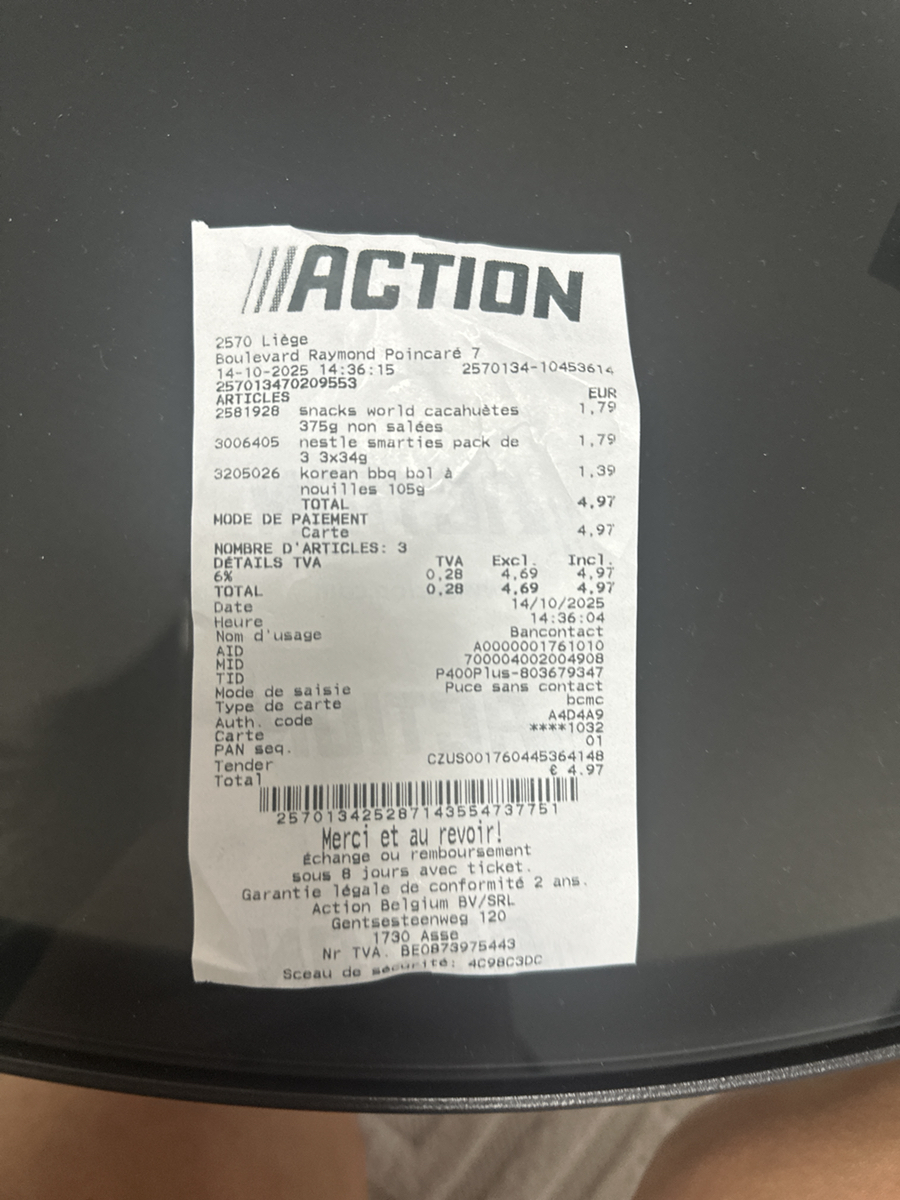 ACTION
2570 Liège
Boulevard Raymond Poincaré 7
14-10-2025 14:36:15 2570134-10453614
257013470209553
ARTICLES EUR
2581928 snacks world cacahuètes 1,79
375g non salées
3006405 nestle smarties pack de 1,79
3 3x34g
3205026 korean bbq bol à 1,39
nouilles 105g
TOTAL 4,97
MODE DE PAIEMENT
Carte 4,97
NOMBRE D'ARTICLES: 3
DÉTAILS TVA TVA Excl. Incl.
6% 0,28 4,69 4,97
TOTAL 0,28 4,69 4,97
Date 14/10/2025
Heure 14:36:04
Nom d'usage Bancontact
AID A0000001761010
MID 700004002004908
TID P400Plus-803679347
Mode de saisie Puce sans contact
Type de carte bcmc
Auth. code A4D4A9
Carte ****1032
PAN seq. 01
Tender CZUS001760445364148
Total € 4.97
257013425287143554737751
Merci et au revoir!
Échange ou remboursement
sous 8 jours avec ticket.
Garantie légale de conformité 2 ans.
Action Belgium BV/SRL
Gentsesteenweg 120
1730 Asse
Nr TVA. BE0873975443
Sceau de sécurité: 4C98C3DC